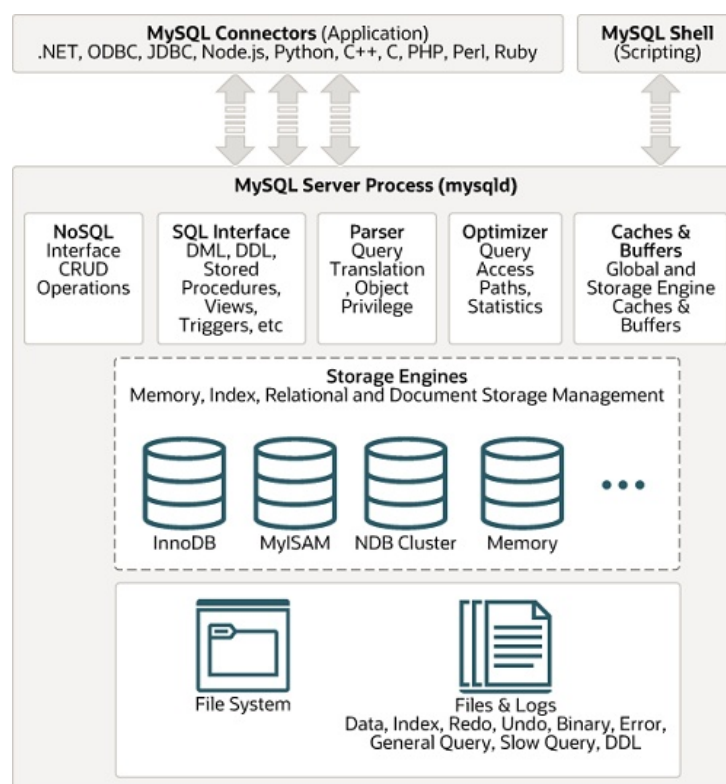 MySQL Connectors (Application)
.NET, ODBC, JDBC, Node.js, Python, C++, C, PHP, Perl, Ruby
MySQL Shell
(Scripting)
MySQL Server Process (mysqld)
NoSQL
Interface
CRUD
Operations
SQL Interface
DML, DDL,
Stored
Procedures,
Views,
Triggers, etc
Parser
Query
Translation
, Object
Privilege
Optimizer
Query
Access
Paths,
Statistics
Caches &
Buffers
Global and
Storage Engine
Caches &
Buffers
Storage Engines
Memory, Index, Relational and Document Storage Management
InnoDB
MyISAM
NDB Cluster
Memory
File System
Files & Logs
Data, Index, Redo, Undo, Binary, Error,
General Query, Slow Query, DDL